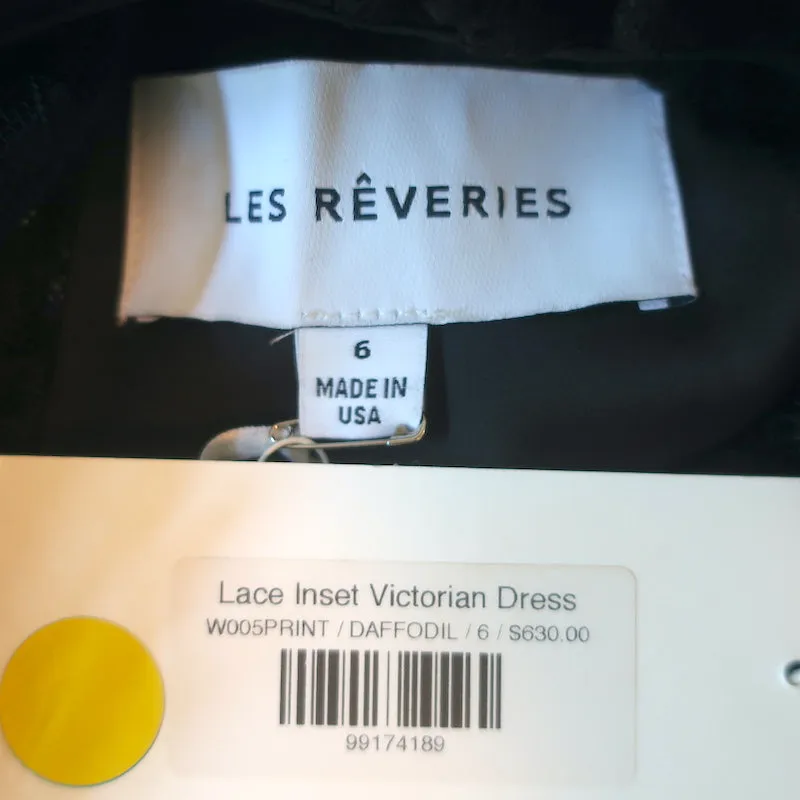 LES RÊVERIES
6
MADE IN
USA
Lace Inset Victorian Dress
W005PRINT / DAFFODIL / 6 / $630.00
99174189